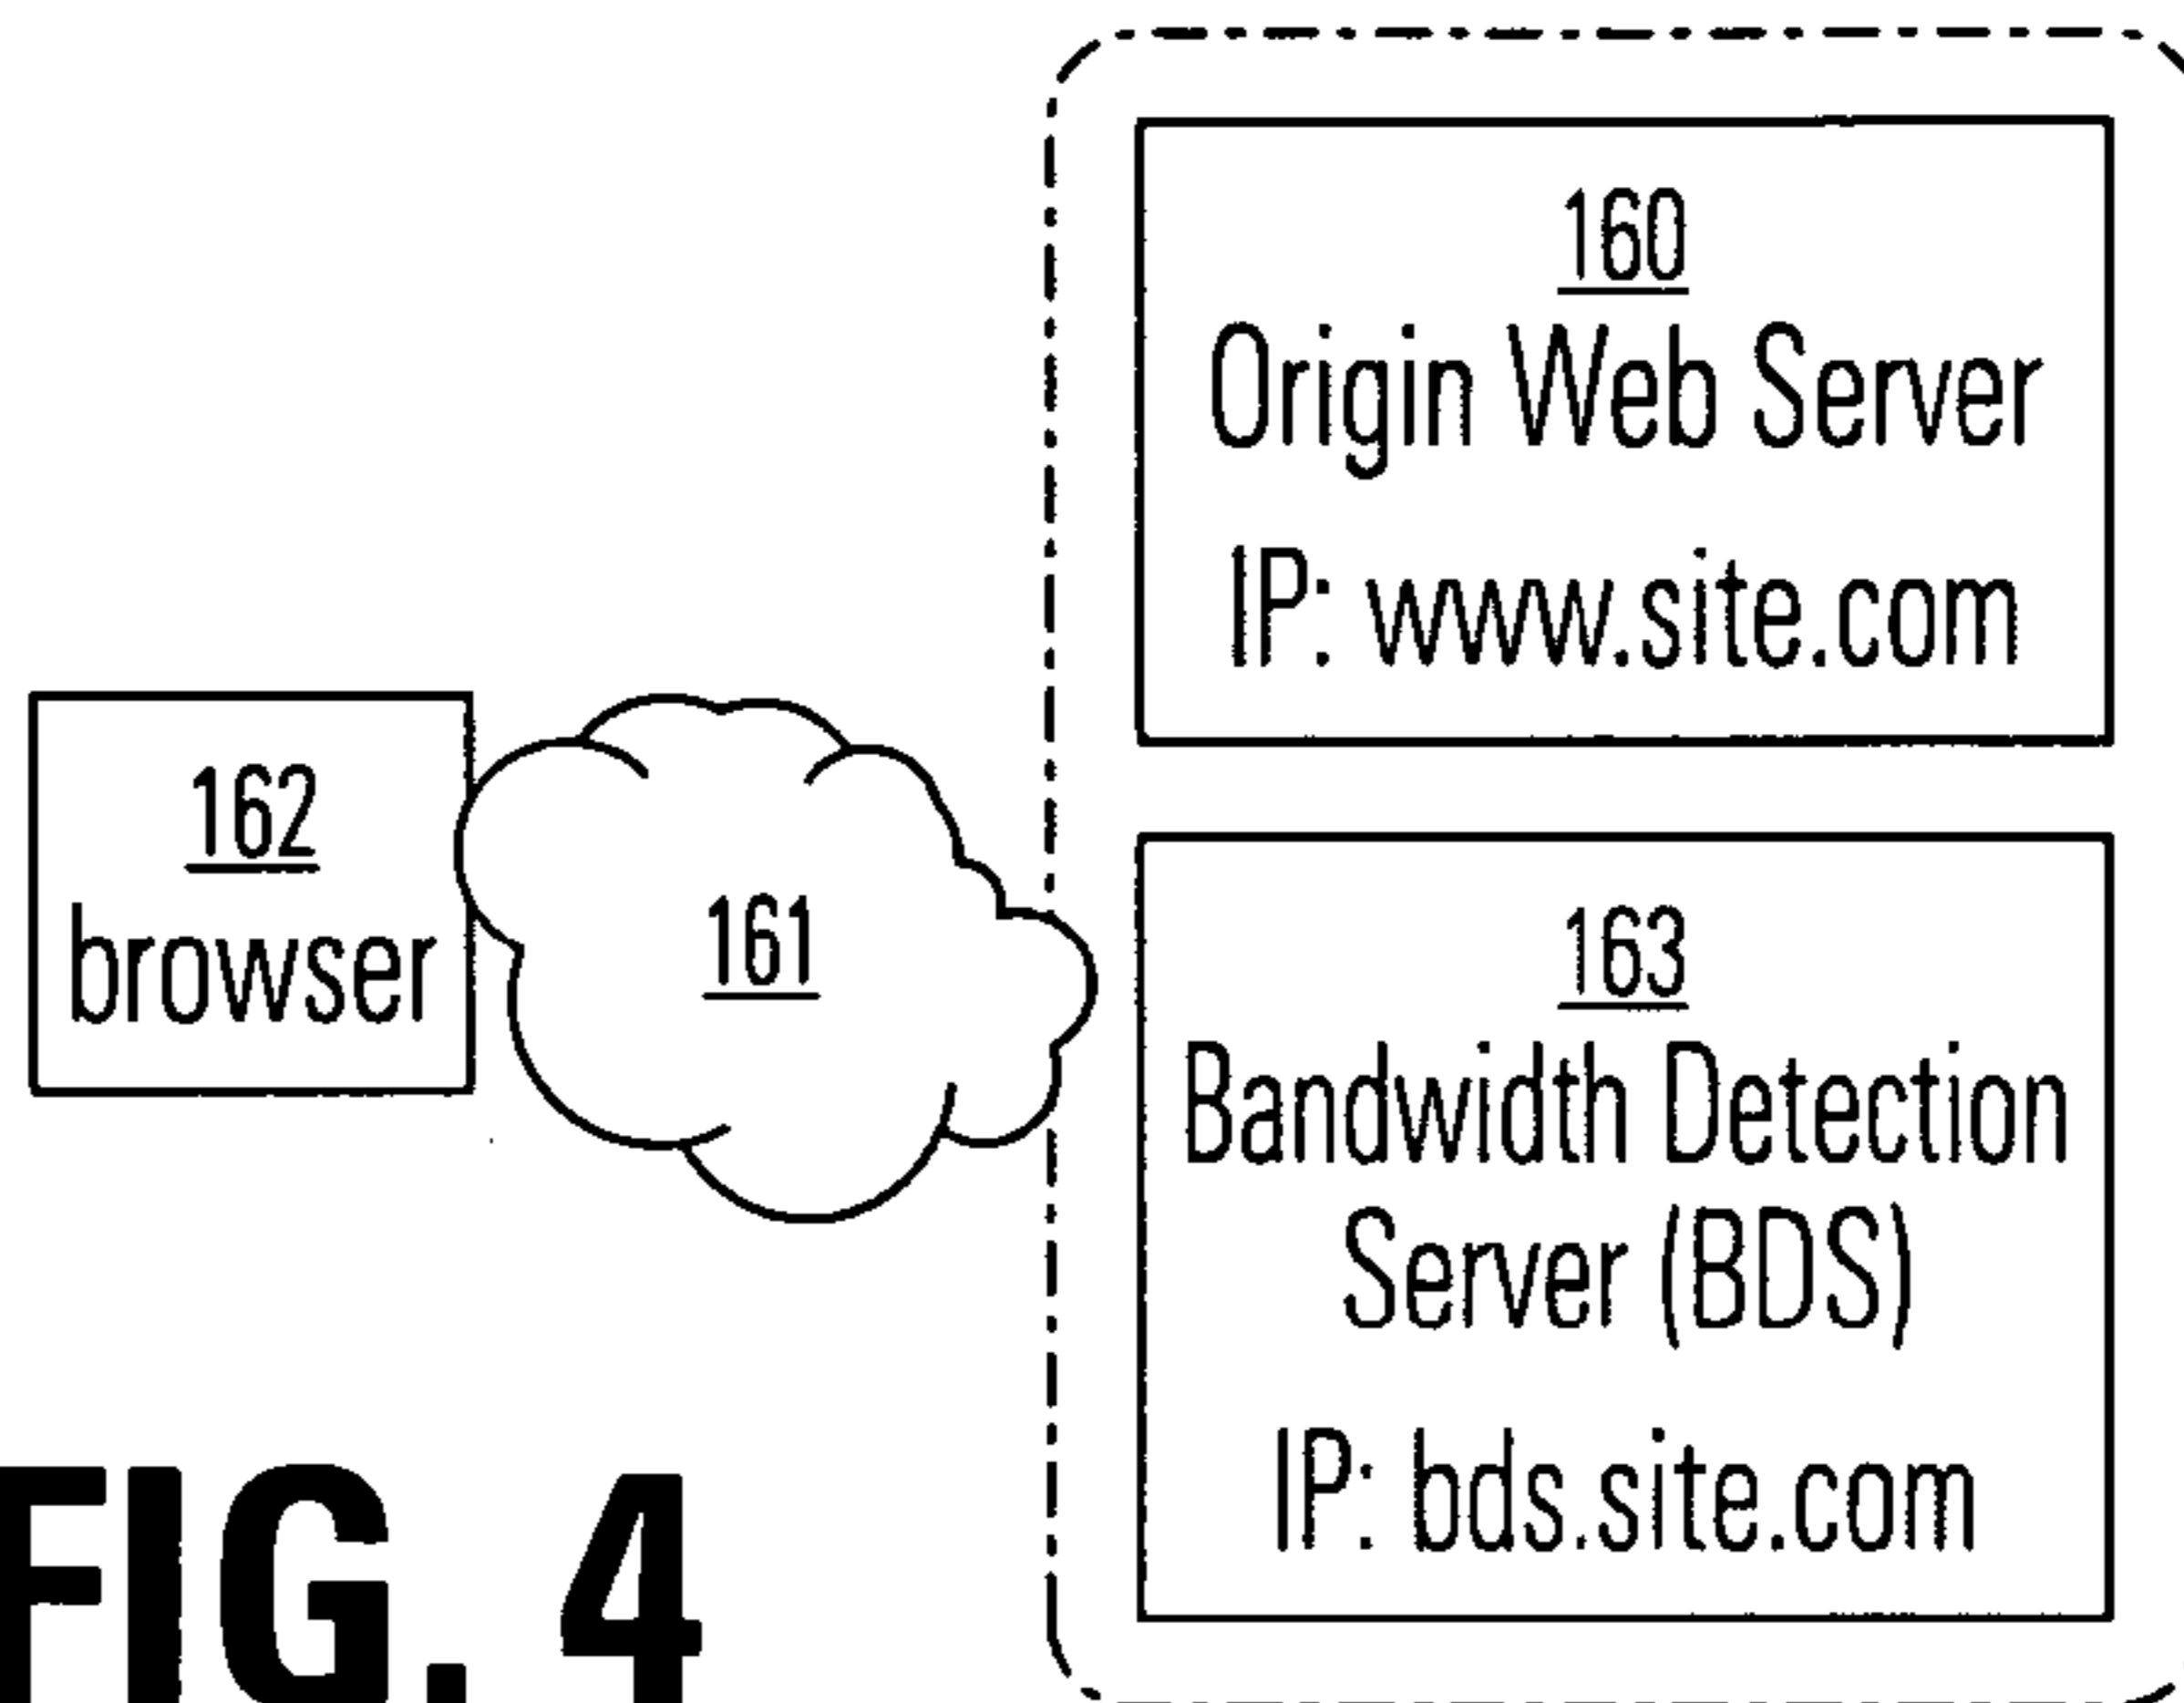 160
Origin Web Server
IP: www.site.com
162
browser
161
163
Bandwidth Detection
Server (BDS)
IP: bds.site.com
FIG. 4